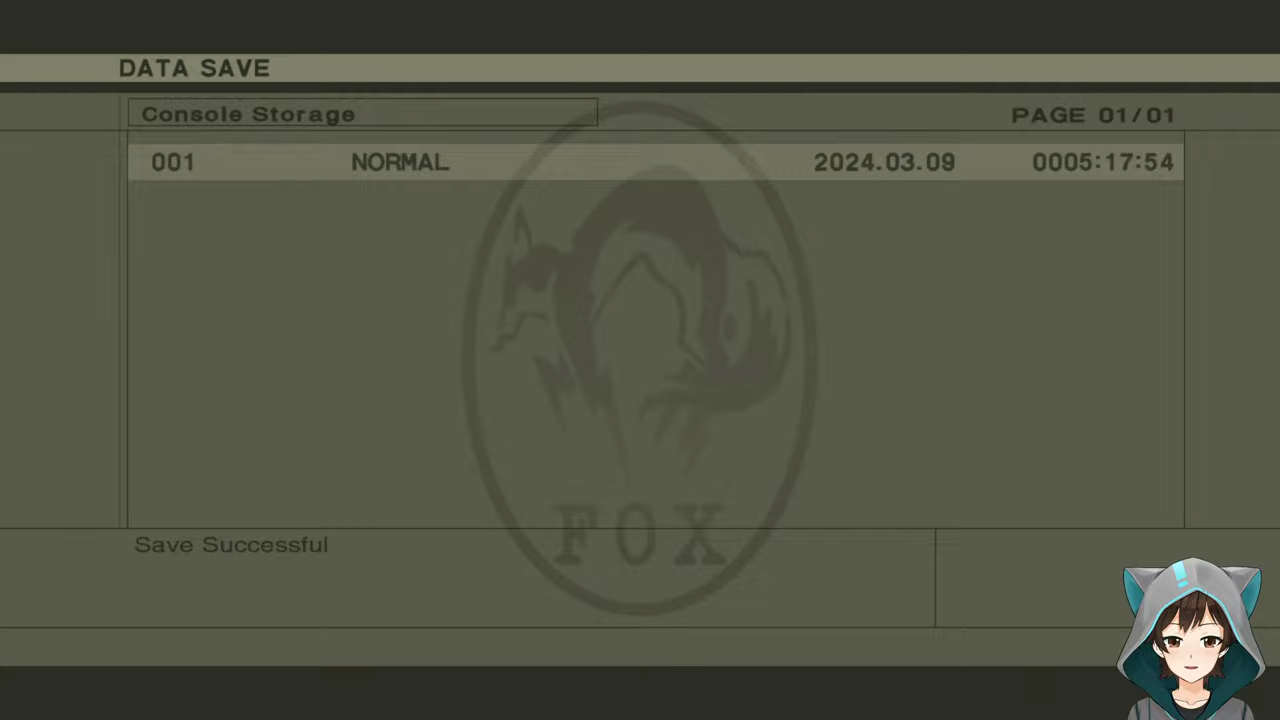 DATA SAVE
Console Storage PAGE 01/01
001 NORMAL 2024.03.09 0005:17:54
FOX
Save Successful